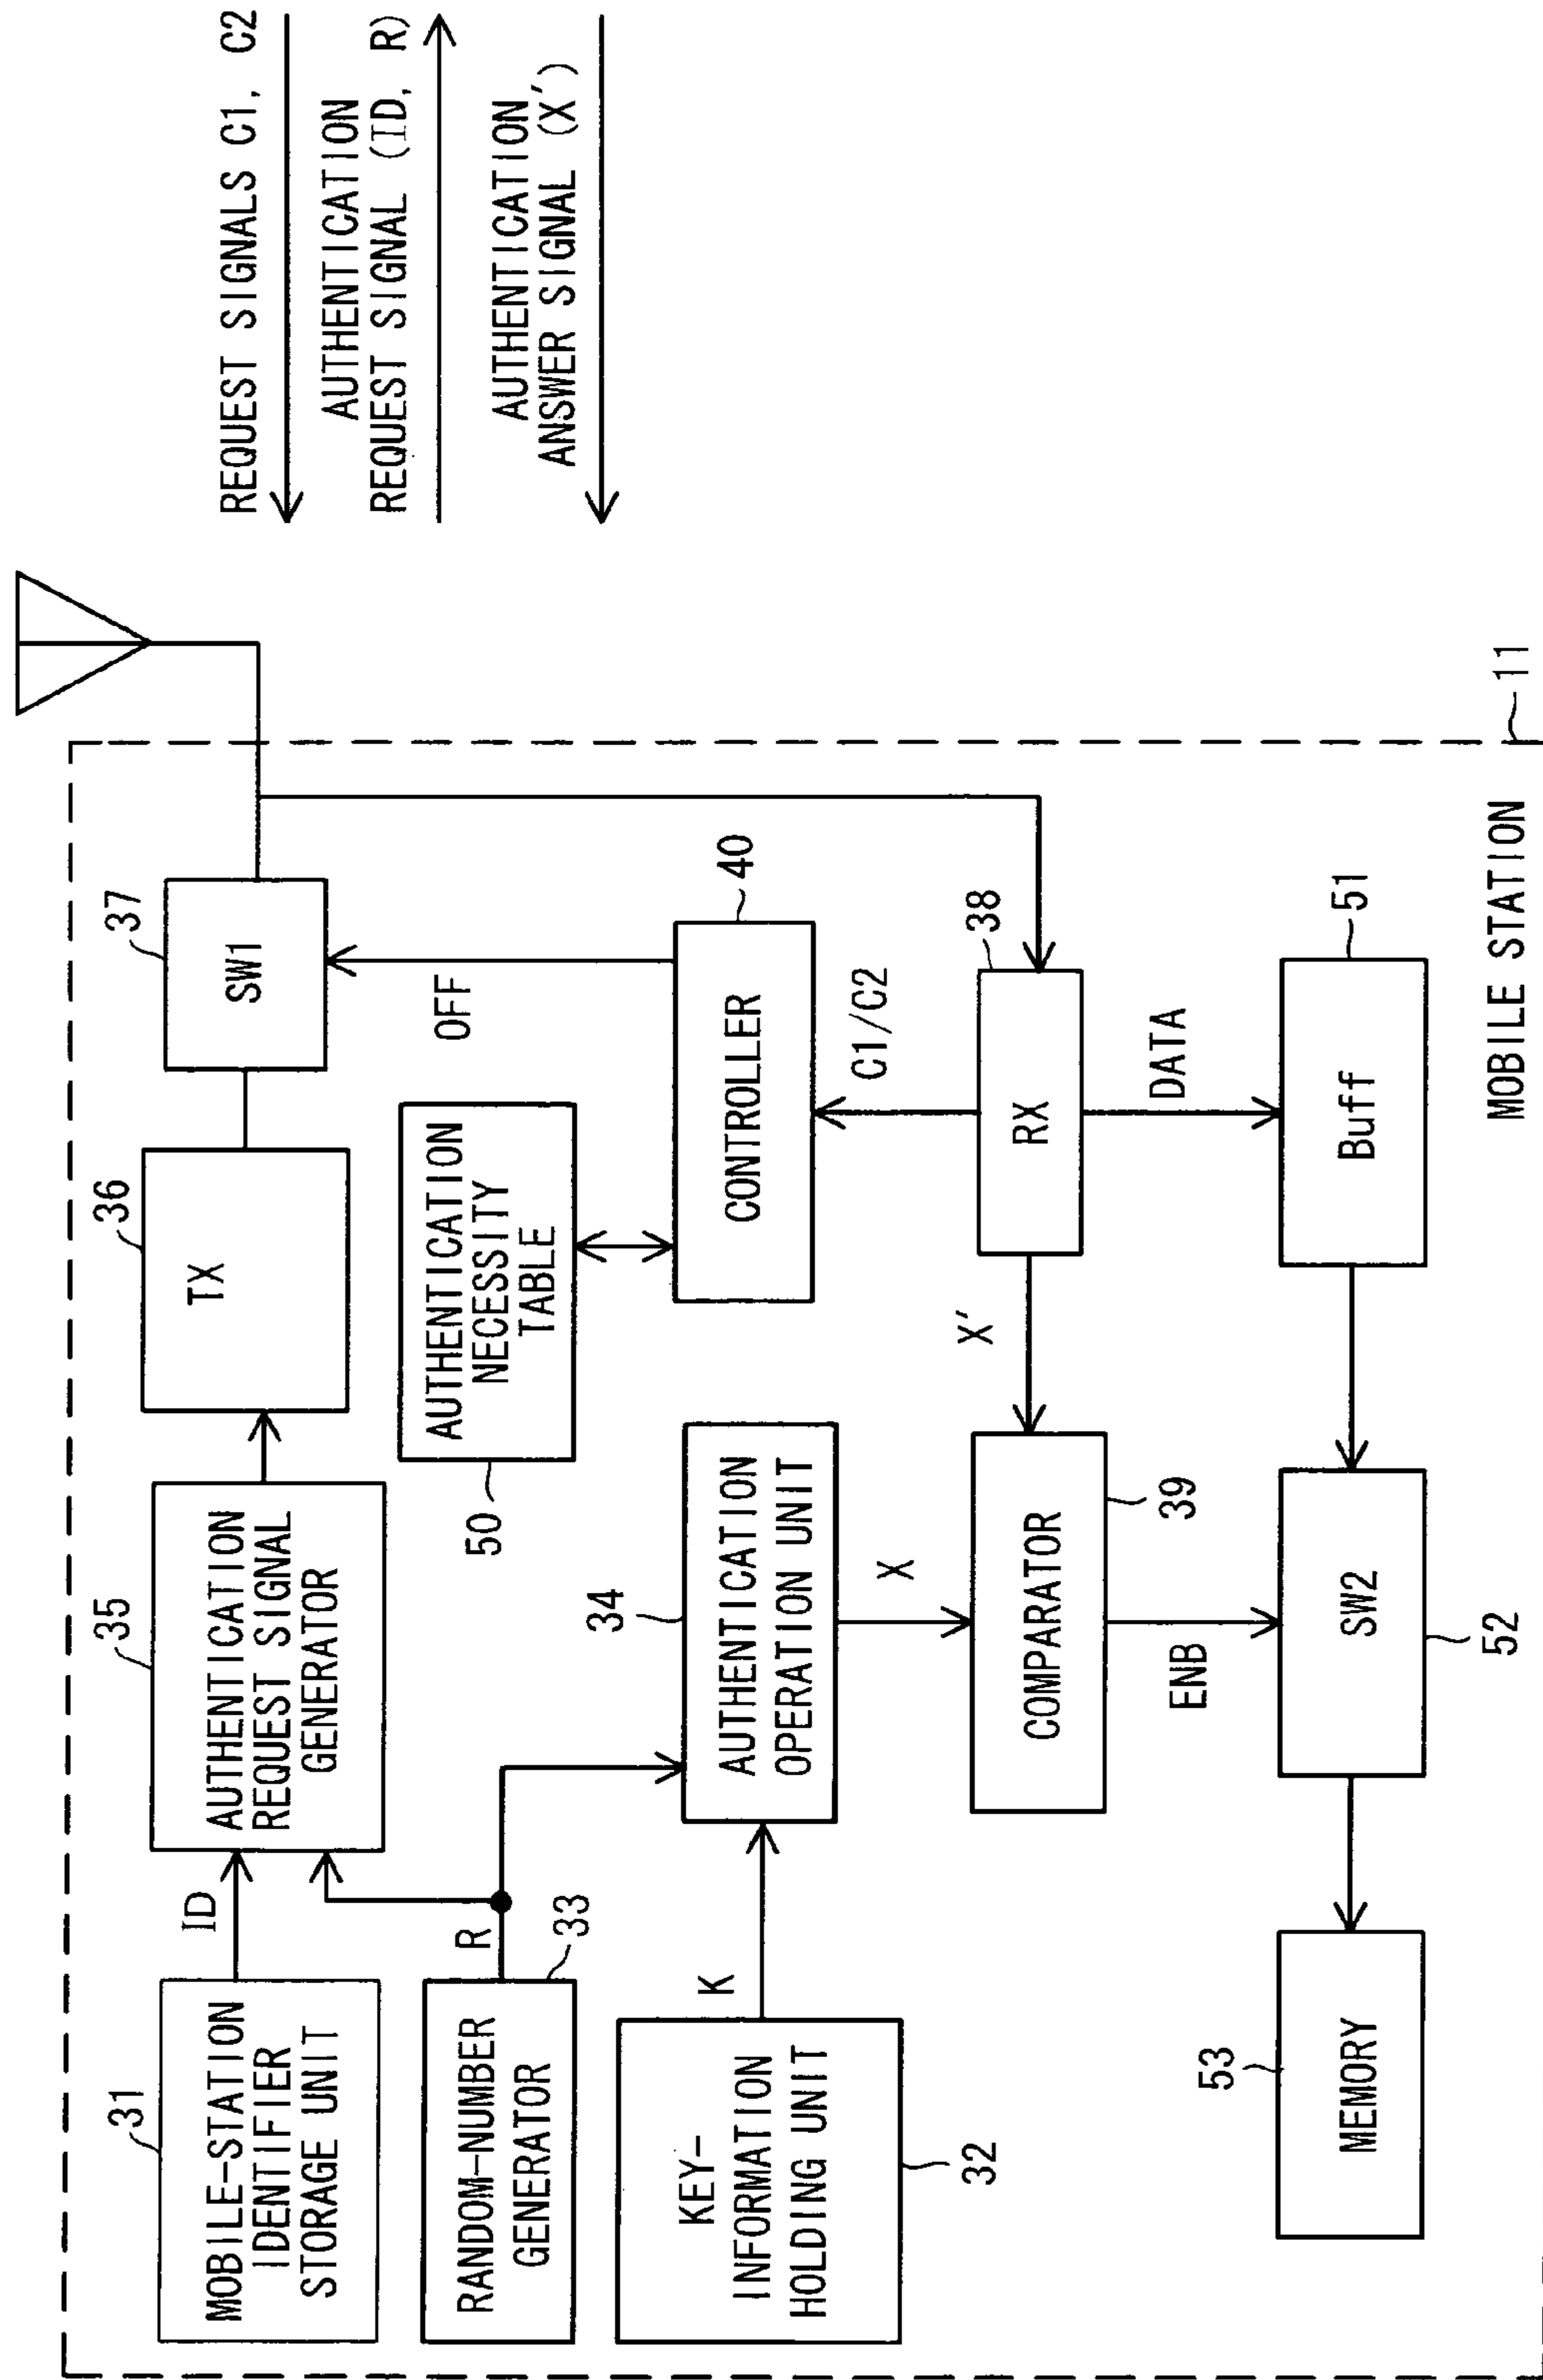 REQUEST SIGNALS C1, C2
AUTHENTICATION
REQUEST SIGNAL (ID, R)
AUTHENTICATION
ANSWER SIGNAL (X')
31
MOBILE-STATION
IDENTIFIER
STORAGE UNIT
ID
35
AUTHENTICATION
REQUEST SIGNAL
GENERATOR
36
TX
37
SW1
OFF
RANDOM-NUMBER
GENERATOR
R
33
50
AUTHENTICATION
NECESSITY
TABLE
40
CONTROLLER
KEY-
INFORMATION
HOLDING UNIT
32
K
34
AUTHENTICATION
OPERATION UNIT
X
C1/C2
38
RX
X'
COMPARATOR
39
ENB
DATA
53
MEMORY
SW2
52
Buff
51
MOBILE STATION
11